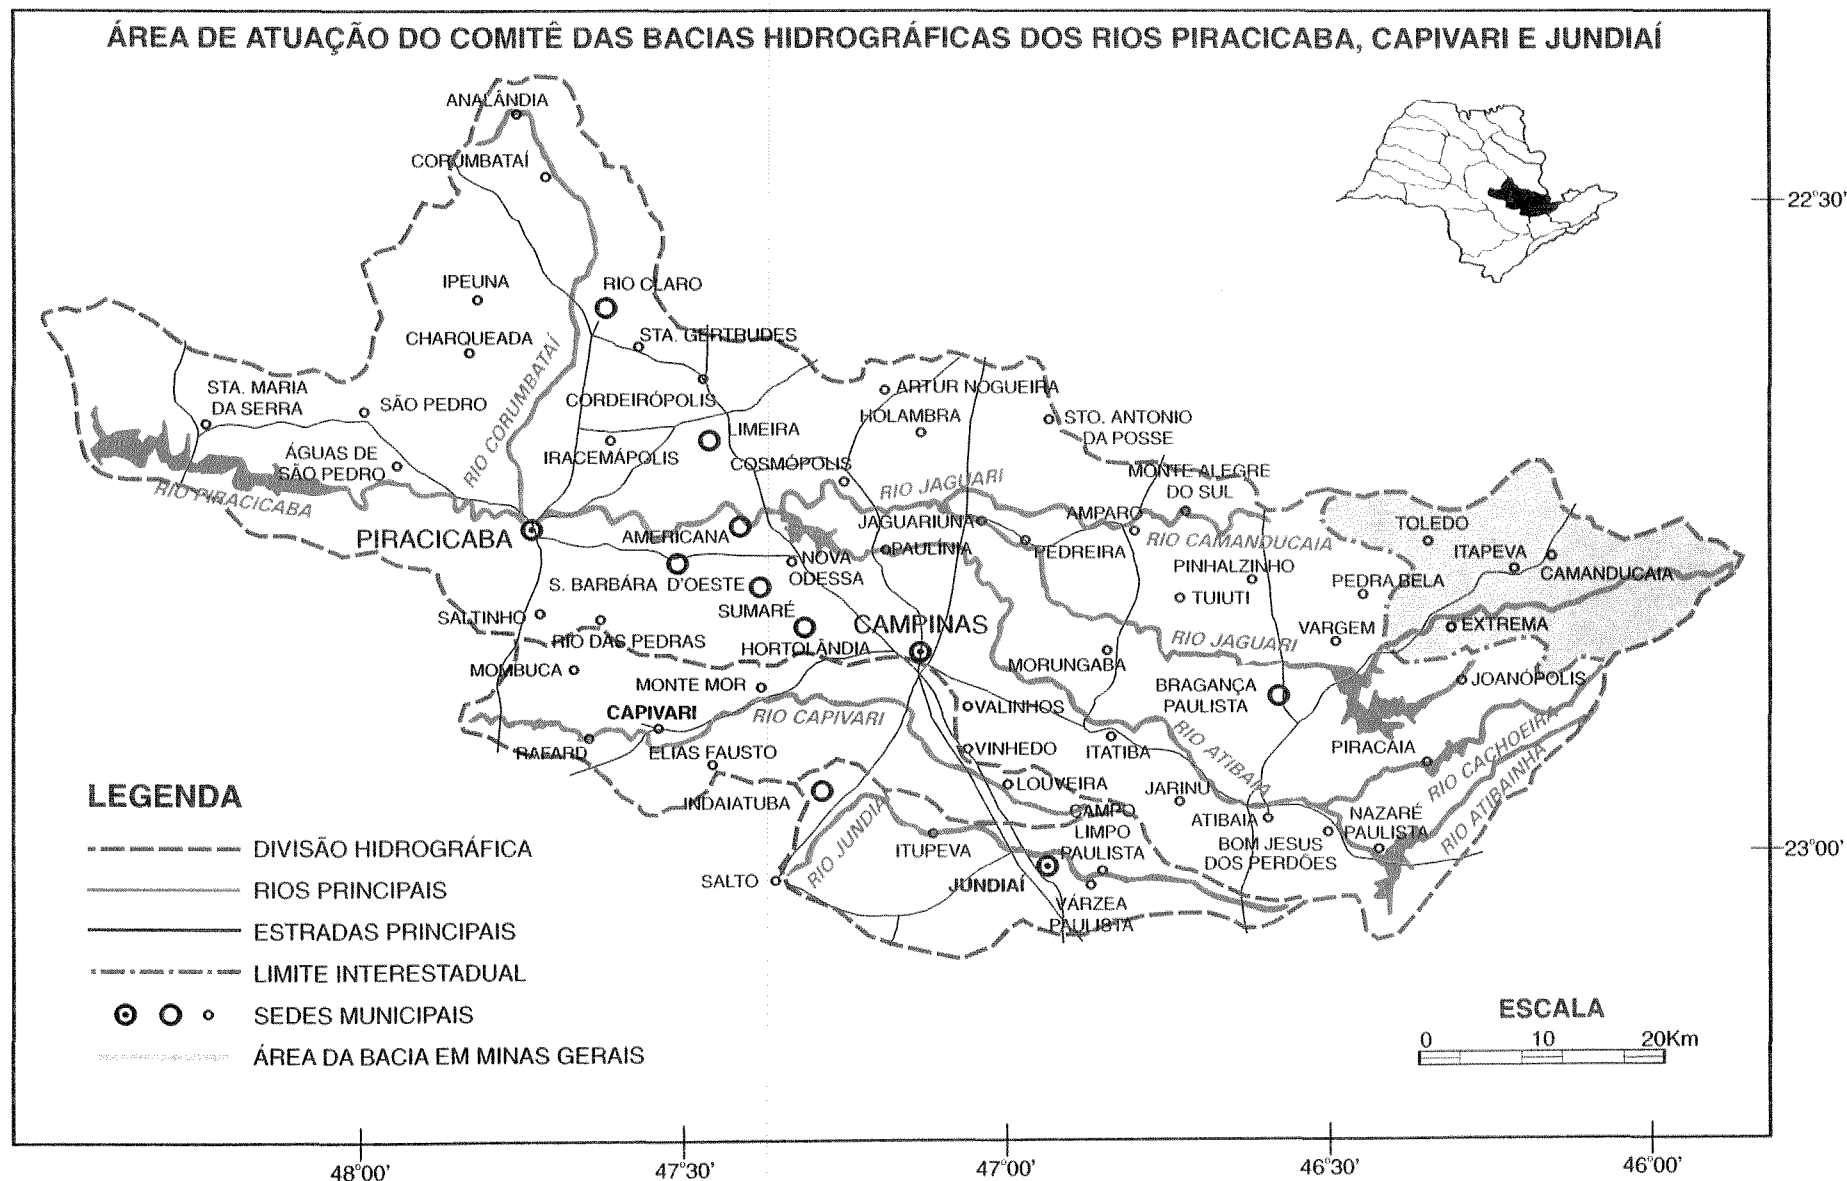 ÁREA DE ATUAÇÃO DO COMITÊ DAS BACIAS HIDROGRÁFICAS DOS RIOS PIRACICABA, CAPIVARI E JUNDIAÍ
ANALÂNDIA
CORUMBATAÍ
22°30'
IPEUNA
RIO CLARO
CHARQUEADA
STA. GERTRUDES
RIO CORUMBATAÍ
STA. MARIA
DA SERRA
SÃO PEDRO
CORDEIRÓPOLIS
ARTUR NOGUEIRA
HOLAMBRA
STO. ANTONIO
DA POSSE
LIMEIRA
IRACEMÁPOLIS
COSMÓPOLIS
ÁGUAS DE
SÃO PEDRO
RIO PIRACICABA
RIO JAGUARI
MONTE ALEGRE
DO SUL
PIRACICABA
AMERICANA
JAGUARIUNA
AMPARO
TOLEDO
PAULÍNIA
PEDREIRA
RIO CAMANDUCAIA
ITAPEVA
CAMANDUCAIA
NOVA
ODESSA
S. BARBÁRA D'OESTE
PINHALZINHO
PEDRA BELA
TUIUTI
SUMARÉ
SALTINHO
RIO DAS PEDRAS
CAMPINAS
HORTOLÂNDIA
RIO JAGUARI
VARGEM
EXTREMA
MOMBUCA
MONTE MOR
MORUNGABA
BRAGANÇA
PAULISTA
JOANÓPOLIS
CAPIVARI
RIO CAPIVARI
VALINHOS
RAFARD
ELIAS FAUSTO
VINHEDO
ITATIBA
RIO ATIBAIA
PIRACAIA
RIO CACHOEIRA
RIO ATIBAINHA
LOUVEIRA
JARINU
INDAIATUBA
CAMPO
LIMPO
PAULISTA
ATIBAIA
NAZARÉ
PAULISTA
BOM JESUS
DOS PERDÕES
23°00'
RIO JUNDIAÍ
ITUPEVA
SALTO
JUNDIAÍ
VÁRZEA
PAULISTA
LEGENDA
DIVISÃO HIDROGRÁFICA
RIOS PRINCIPAIS
ESTRADAS PRINCIPAIS
LIMITE INTERESTADUAL
SEDES MUNICIPAIS
ÁREA DA BACIA EM MINAS GERAIS
ESCALA
0 10 20Km
48°00' 47°30' 47°00' 46°30' 46°00'